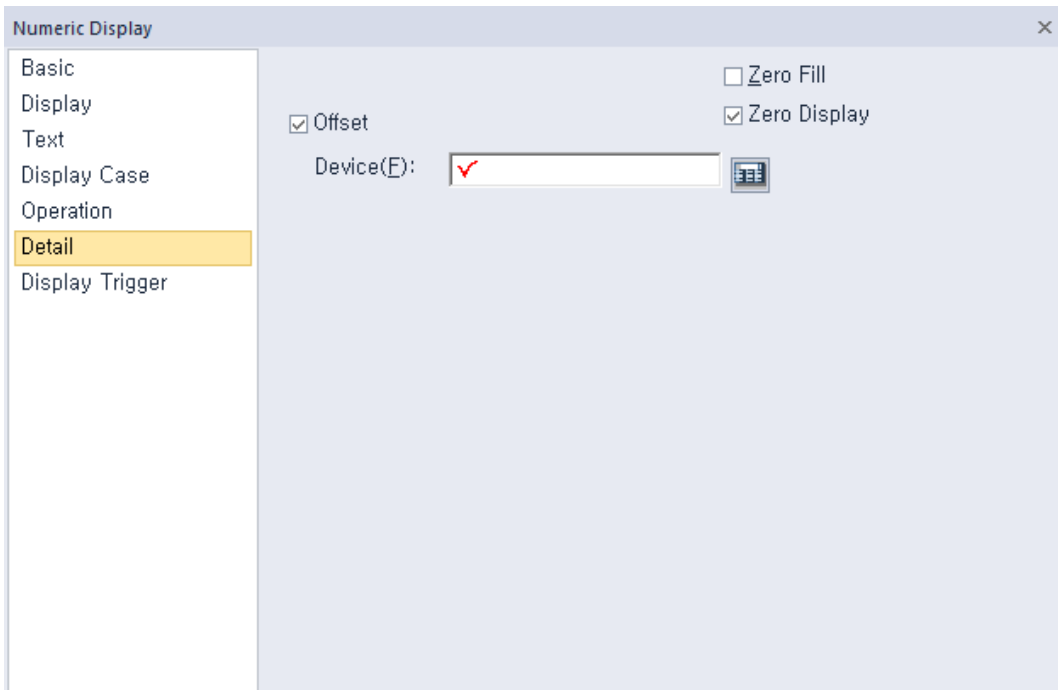 Numeric Display
Basic
Display
Text
Display Case
Operation
Detail
Display Trigger
Zero Fill
Zero Display
Offset
Device(F):